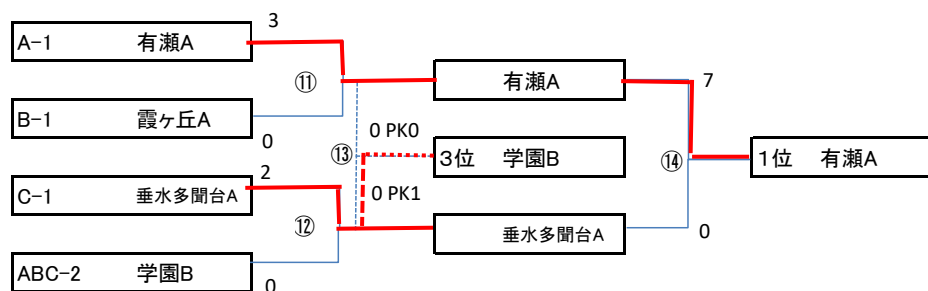 3
A-1 有瀬A
⑪
B-1 霞ヶ丘A
0
2
C-1 垂水多聞台A
⑫
ABC-2 学園B
0
有瀬A
0 PK0
⑬
3位 学園B
0 PK1
垂水多聞台A
7
⑭
0
1位 有瀬A